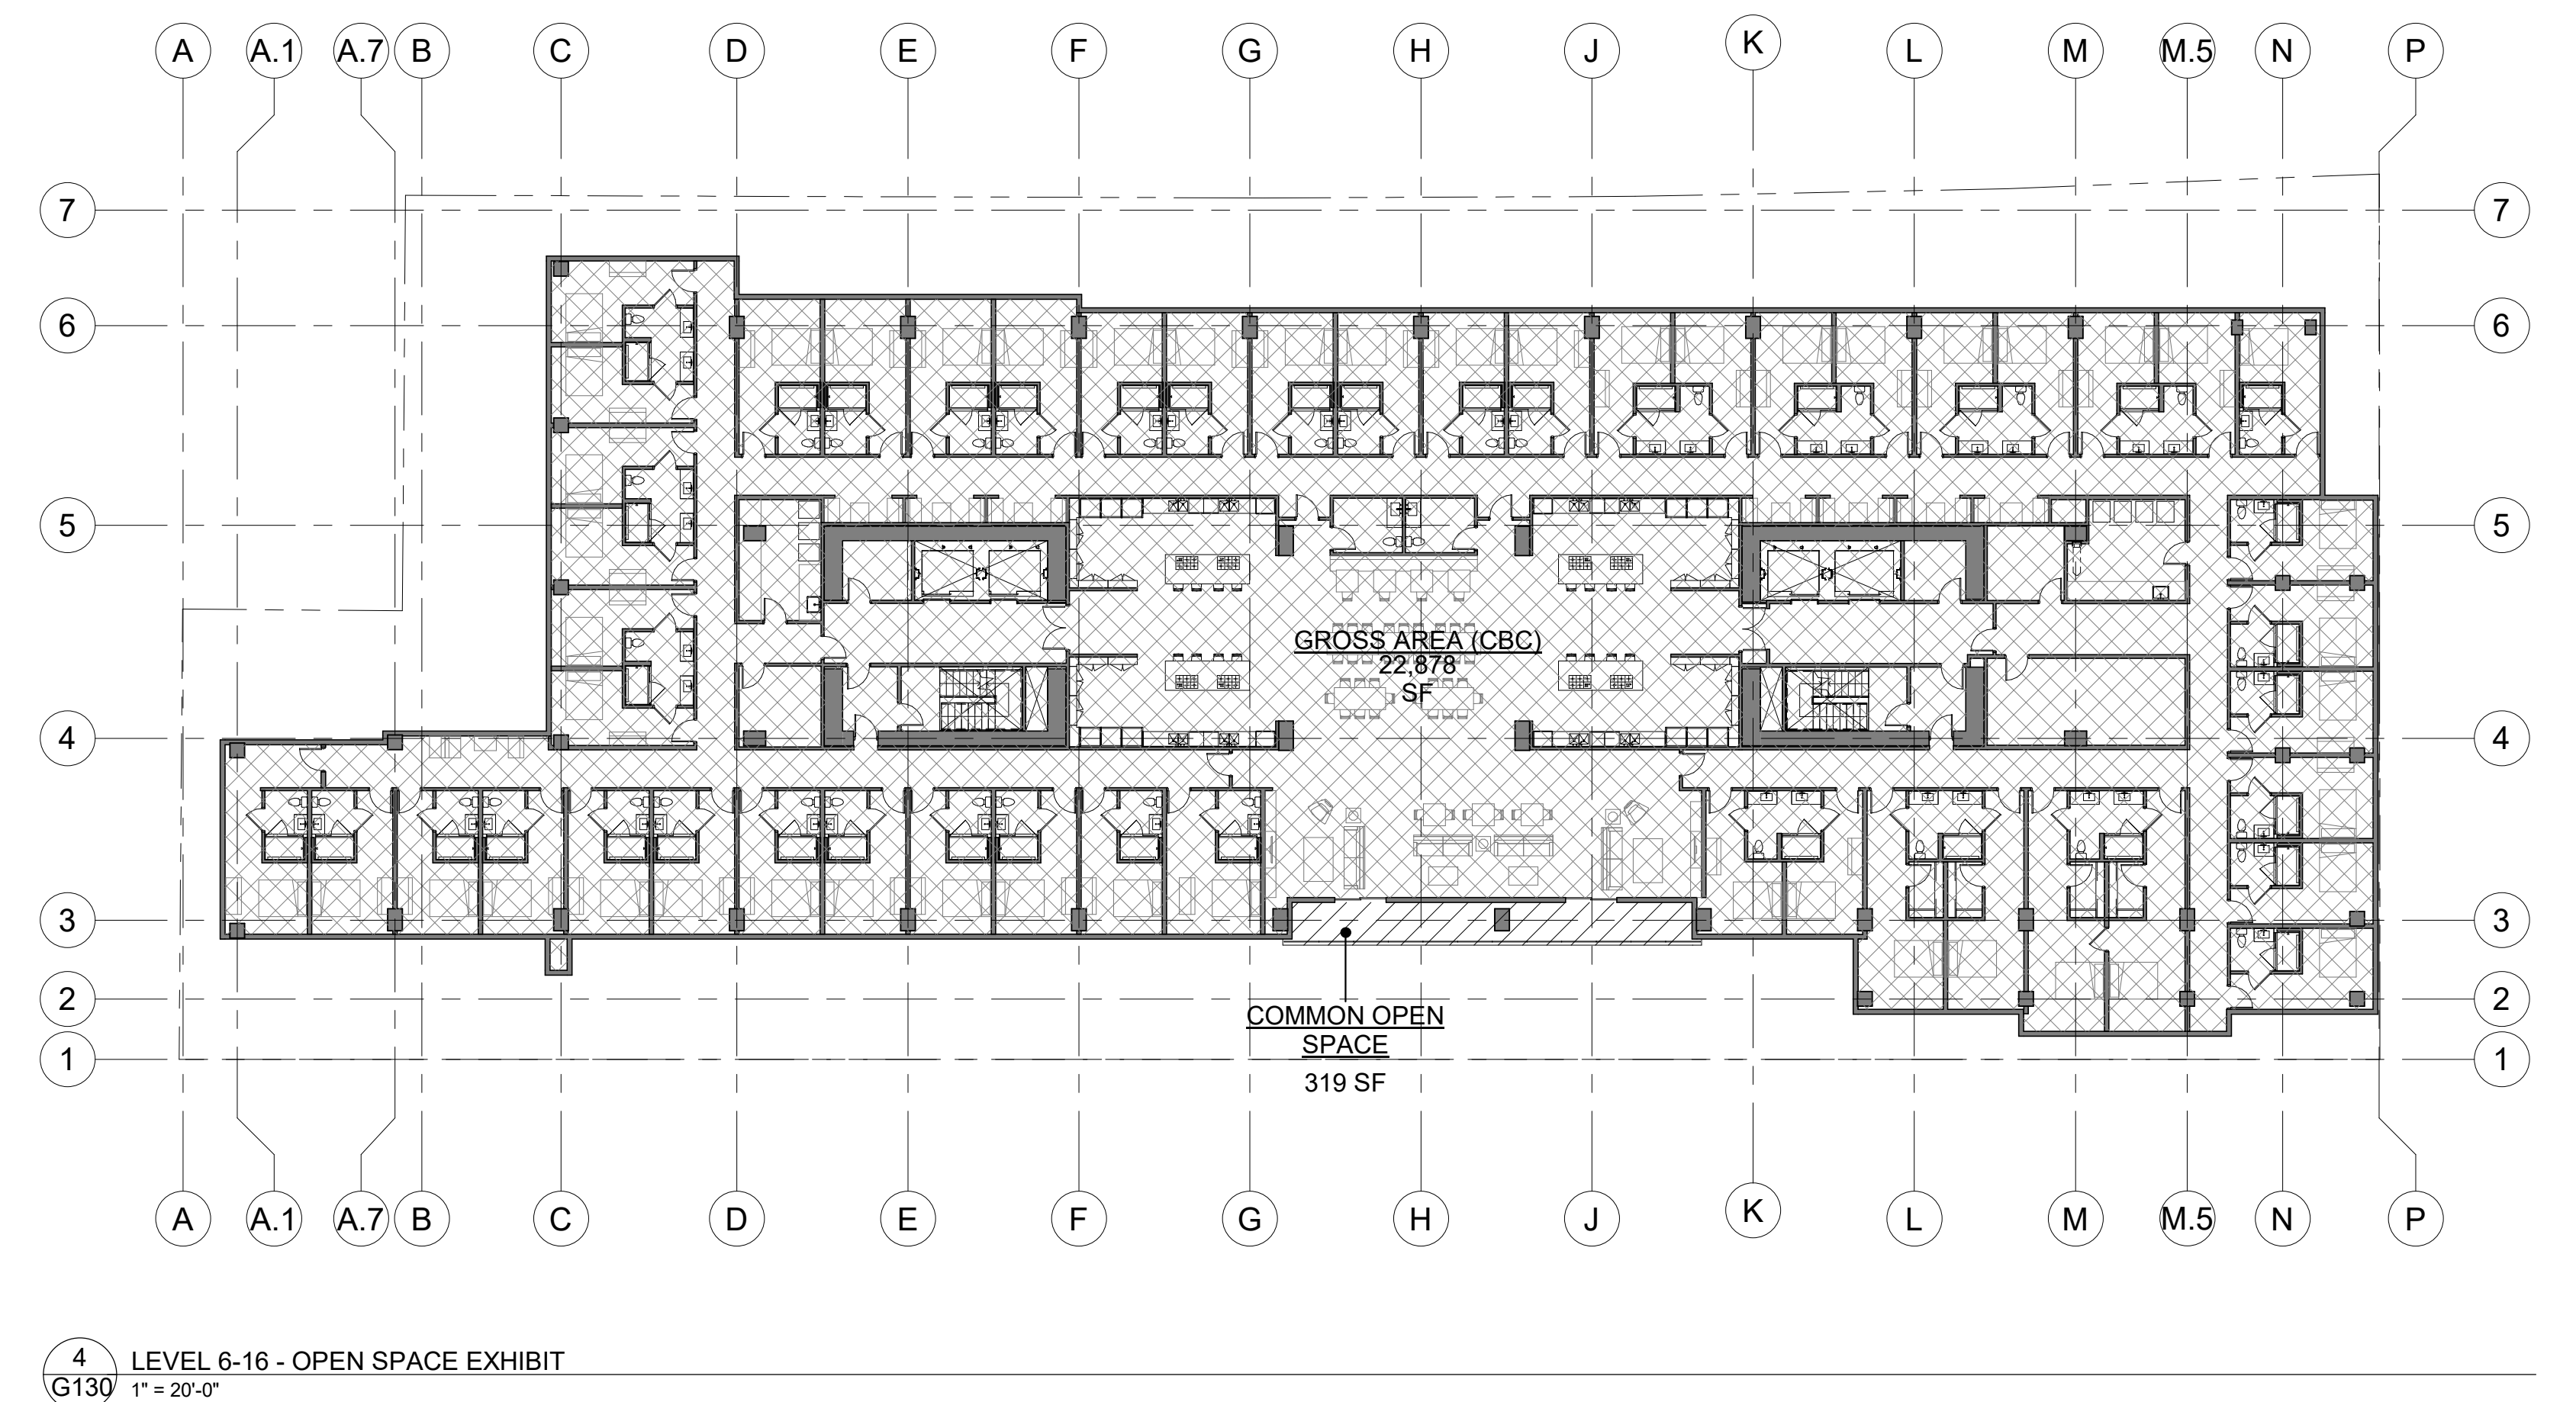 A A.1 A.7 B C D E F G H J K L M M.5 N P
7 7
6 6
5 5
GROSS AREA (CBC)
22,878
SF
4 4
3 3
2 2
COMMON OPEN
SPACE
1 1
319 SF
A A.1 A.7 B C D E F G H J K L M M.5 N P
4 LEVEL 6-16 - OPEN SPACE EXHIBIT
G130 1" = 20'-0"